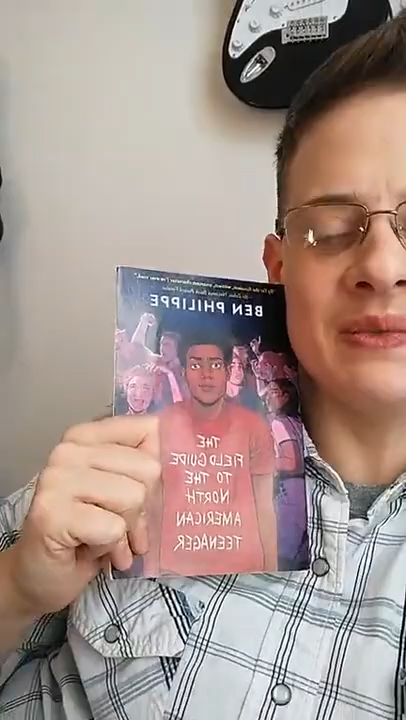 BEN PHILIPPE
THE
FIELD GUIDE
TO THE
NORTH
AMERICAN
TEENAGER